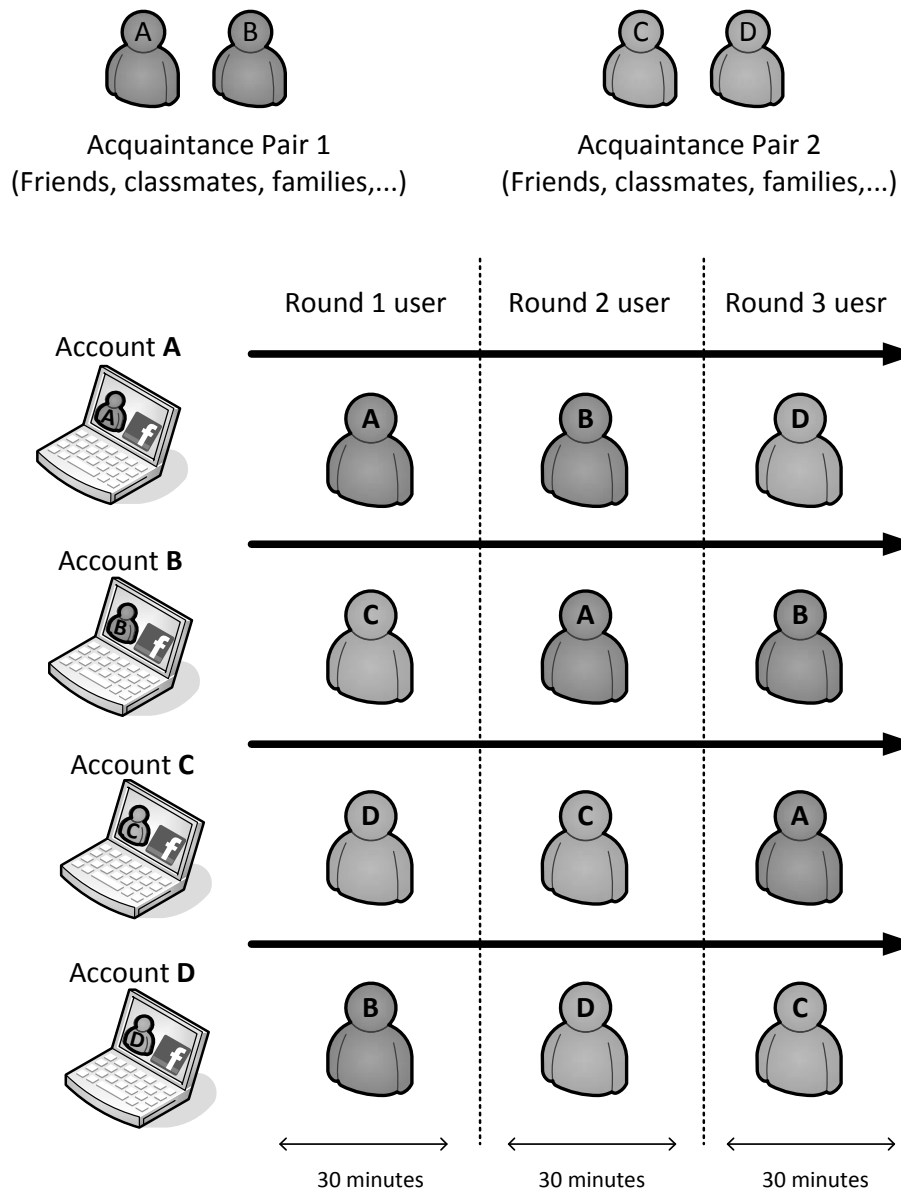 A B C D
Acquaintance Pair 1
(Friends, classmates, families,...)
Acquaintance Pair 2
(Friends, classmates, families,...)
Round 1 user Round 2 user Round 3 uesr
Account A
A f
A B D
Account B
B f
C A B
Account C
C f
D C A
Account D
D f
B D C
30 minutes 30 minutes 30 minutes